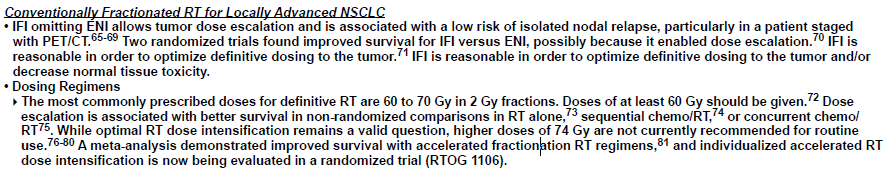 Conventionally Fractionated RT for Locally Advanced NSCLC
• IFI omitting ENI allows tumor dose escalation and is associated with a low risk of isolated nodal relapse, particularly in a patient staged
with PET/CT.65-69 Two randomized trials found improved survival for IFI versus ENI, possibly because it enabled dose escalation.70 IFI is
reasonable in order to optimize definitive dosing to the tumor.71 IFI is reasonable in order to optimize definitive dosing to the tumor and/or
decrease normal tissue toxicity.
• Dosing Regimens
▸ The most commonly prescribed doses for definitive RT are 60 to 70 Gy in 2 Gy fractions. Doses of at least 60 Gy should be given.72 Dose
escalation is associated with better survival in non-randomized comparisons in RT alone,73 sequential chemo/RT,74 or concurrent chemo/
RT75. While optimal RT dose intensification remains a valid question, higher doses of 74 Gy are not currently recommended for routine
use.76-80 A meta-analysis demonstrated improved survival with accelerated fractionation RT regimens,81 and individualized accelerated RT
dose intensification is now being evaluated in a randomized trial (RTOG 1106).